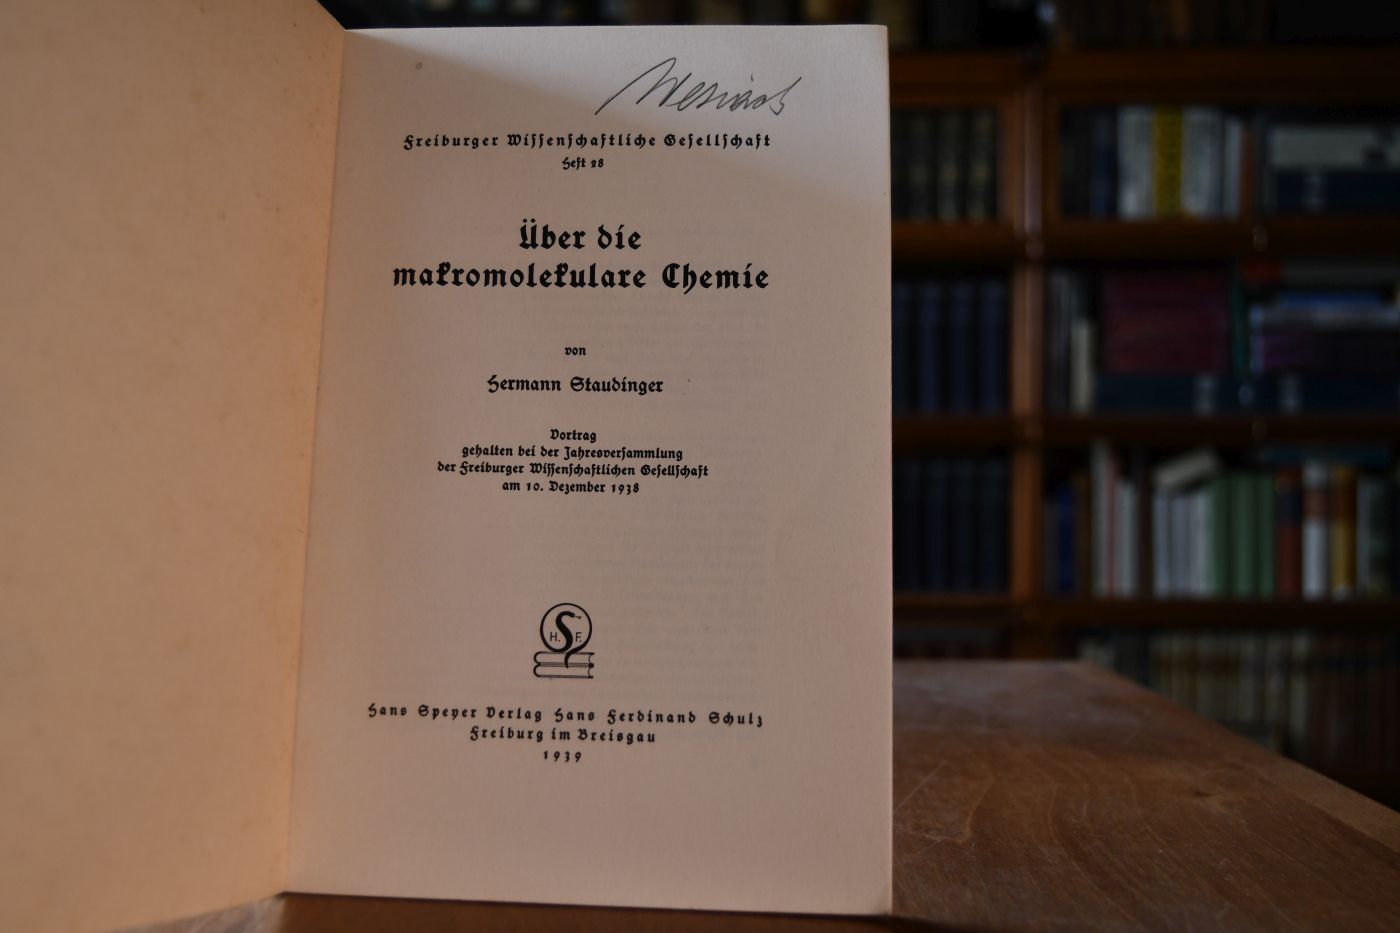 Freiburger Wissenschaftliche Gesellschaft
Heft 28
Über die
makromolekulare Chemie
von
Hermann Staudinger
Vortrag
gehalten bei der Jahresversammlung
der Freiburger Wissenschaftlichen Gesellschaft
am 10. Dezember 1938
H. S F.
Hans Speyer Verlag Hans Ferdinand Schulz
Freiburg im Breisgau
1939